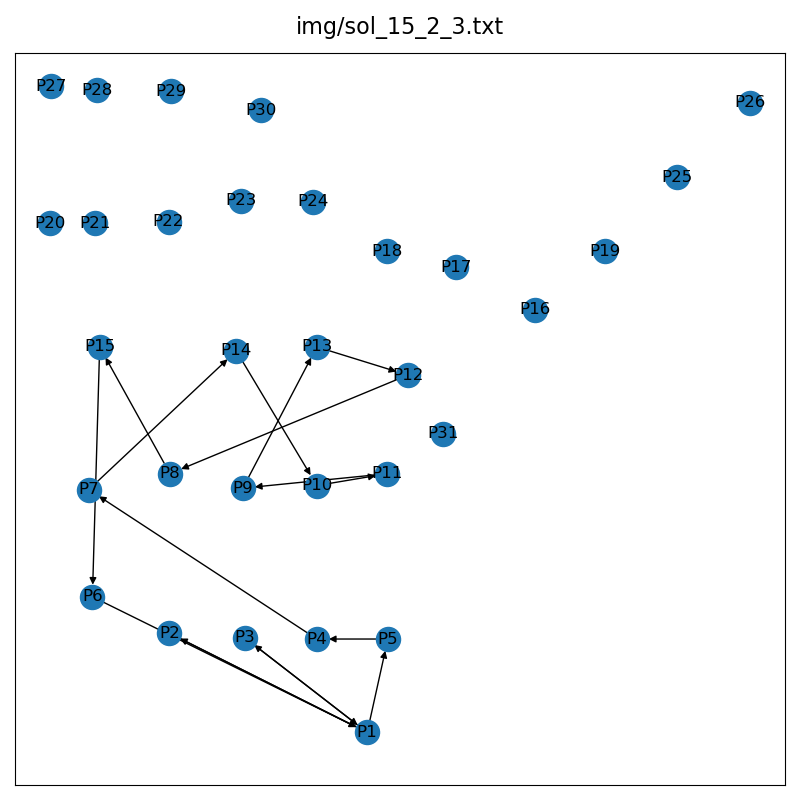 img/sol_15_2_3.txt
P27 P28 P29 P30 P26
P25
P23 P24
P20 P21 P22
P18 P17 P19
P16
P15 P14 P13
P12
P31
P8 P11
P7 P9 P10
P6
P2 P3 P4 P5
P1